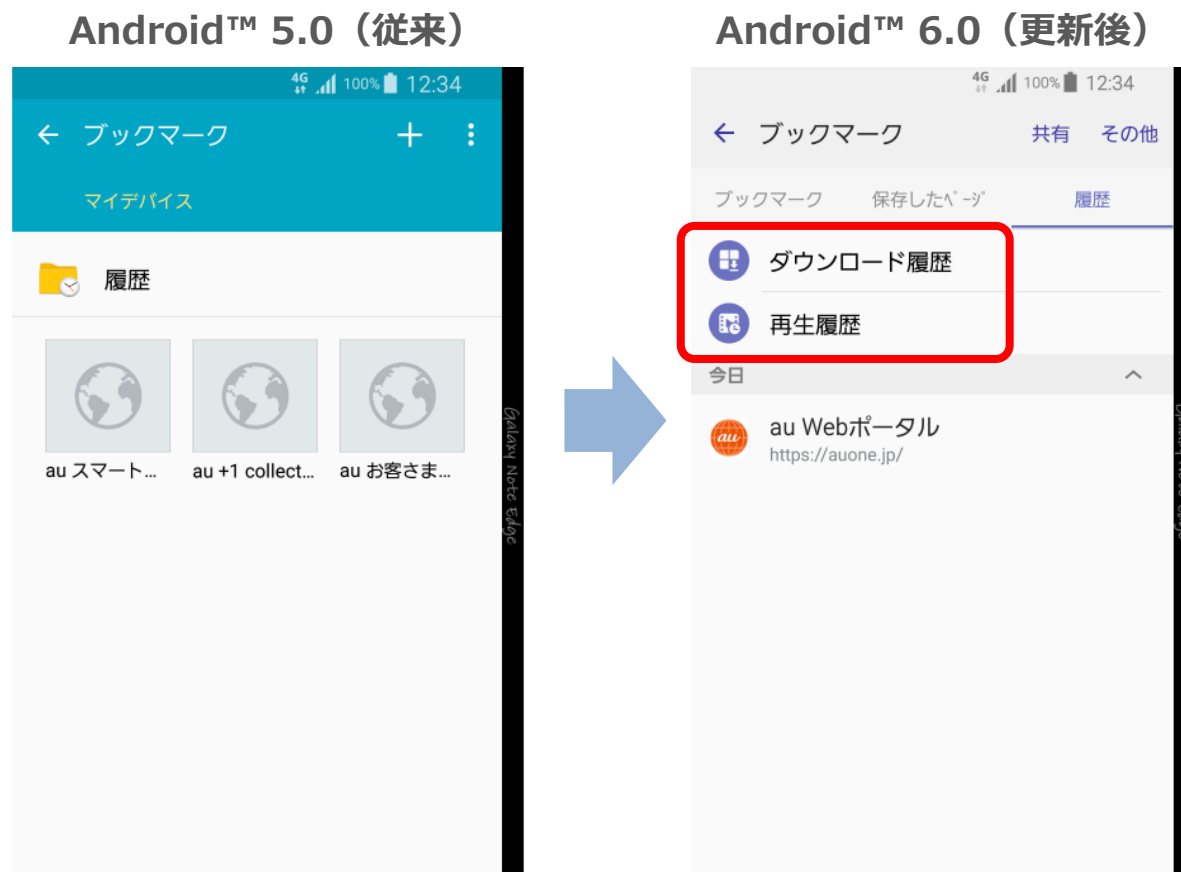 Android™ 5.0（従来）
4G 100% 12:34
ブックマーク
マイデバイス
履歴
au スマート...
au +1 collect...
au お客さま...
Galaxy Note Edge
Android™ 6.0（更新後）
4G 100% 12:34
ブックマーク 共有 その他
ブックマーク 保存したﾍﾟｰｼﾞ 履歴
ダウンロード履歴
再生履歴
今日
au
au Webポータル
https://auone.jp/